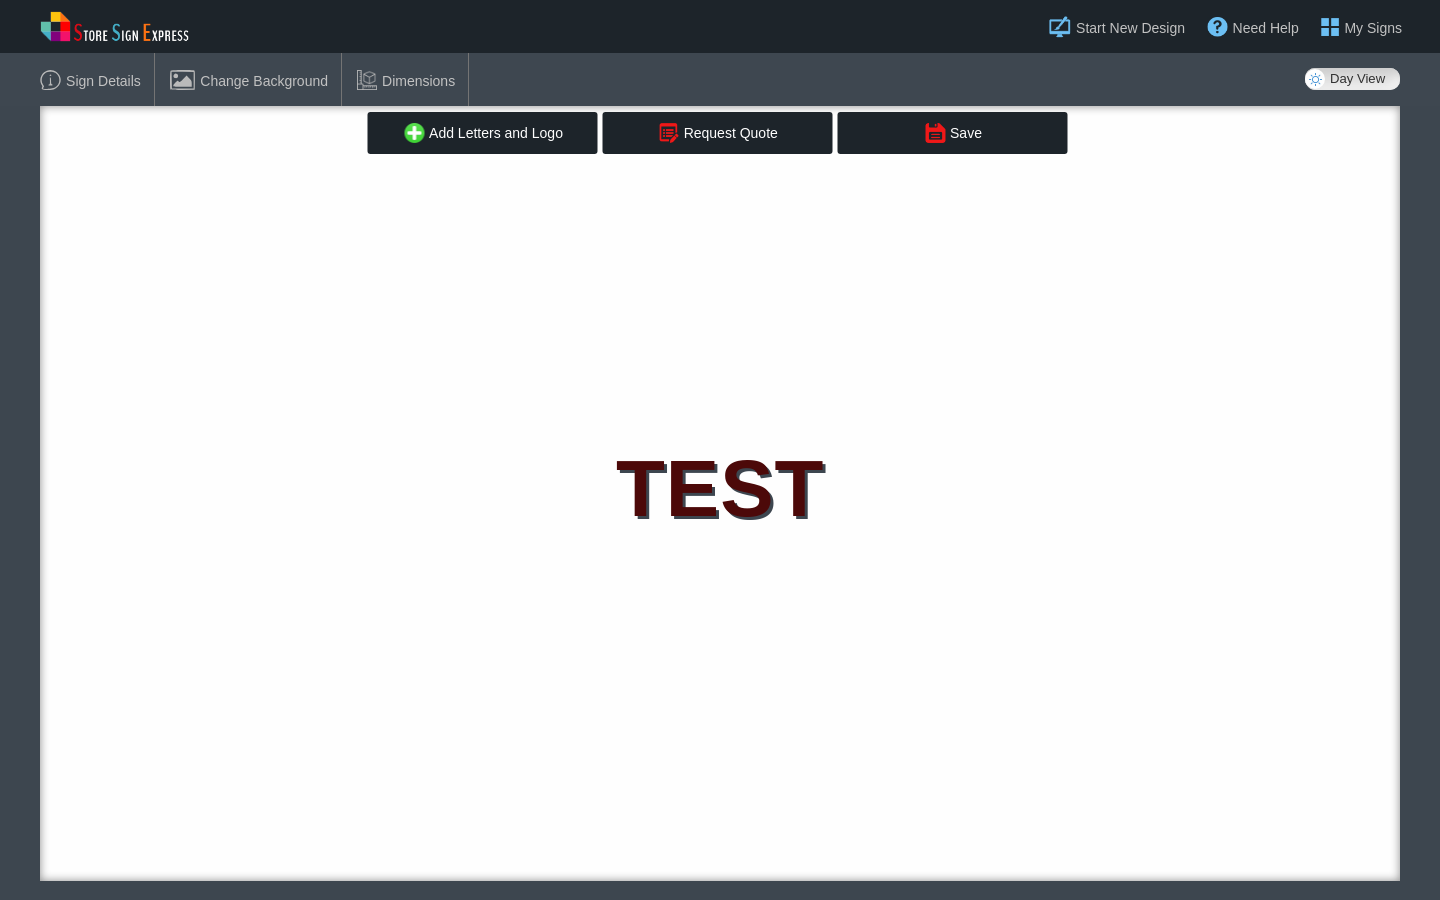 STORE SIGN EXPRESS
Start New Design
Need Help
My Signs
Sign Details
Change Background
Dimensions
Day View
Add Letters and Logo
Request Quote
Save
TEST